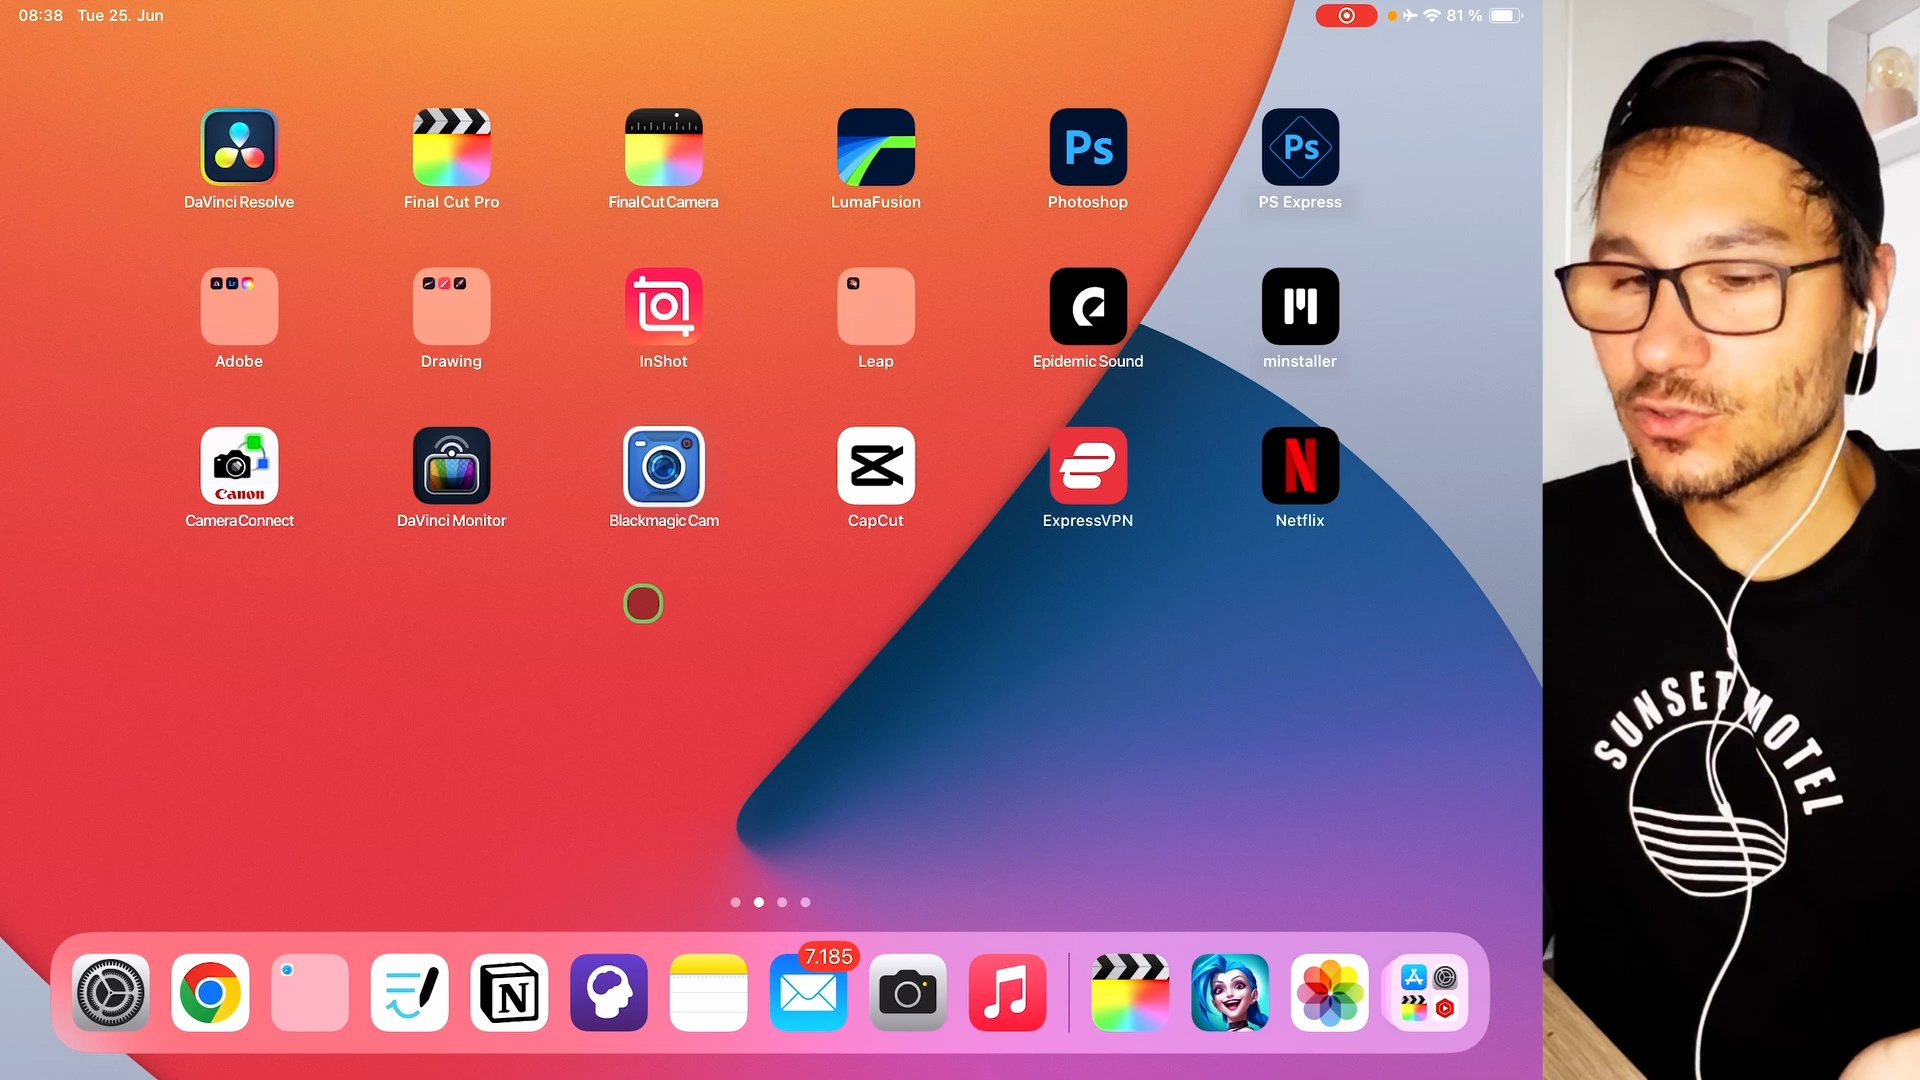 08:38 Tue 25. Jun
81 %
Ps
Ps
DaVinci Resolve
Final Cut Pro
Final Cut Camera
LumaFusion
Photoshop
PS Express
Lr
Adobe
Drawing
InShot
Leap
Epidemic Sound
minstaller
Canon
N
Camera Connect
DaVinci Monitor
Blackmagic Cam
CapCut
ExpressVPN
Netflix
SUNSET MOTEL
7.185
N